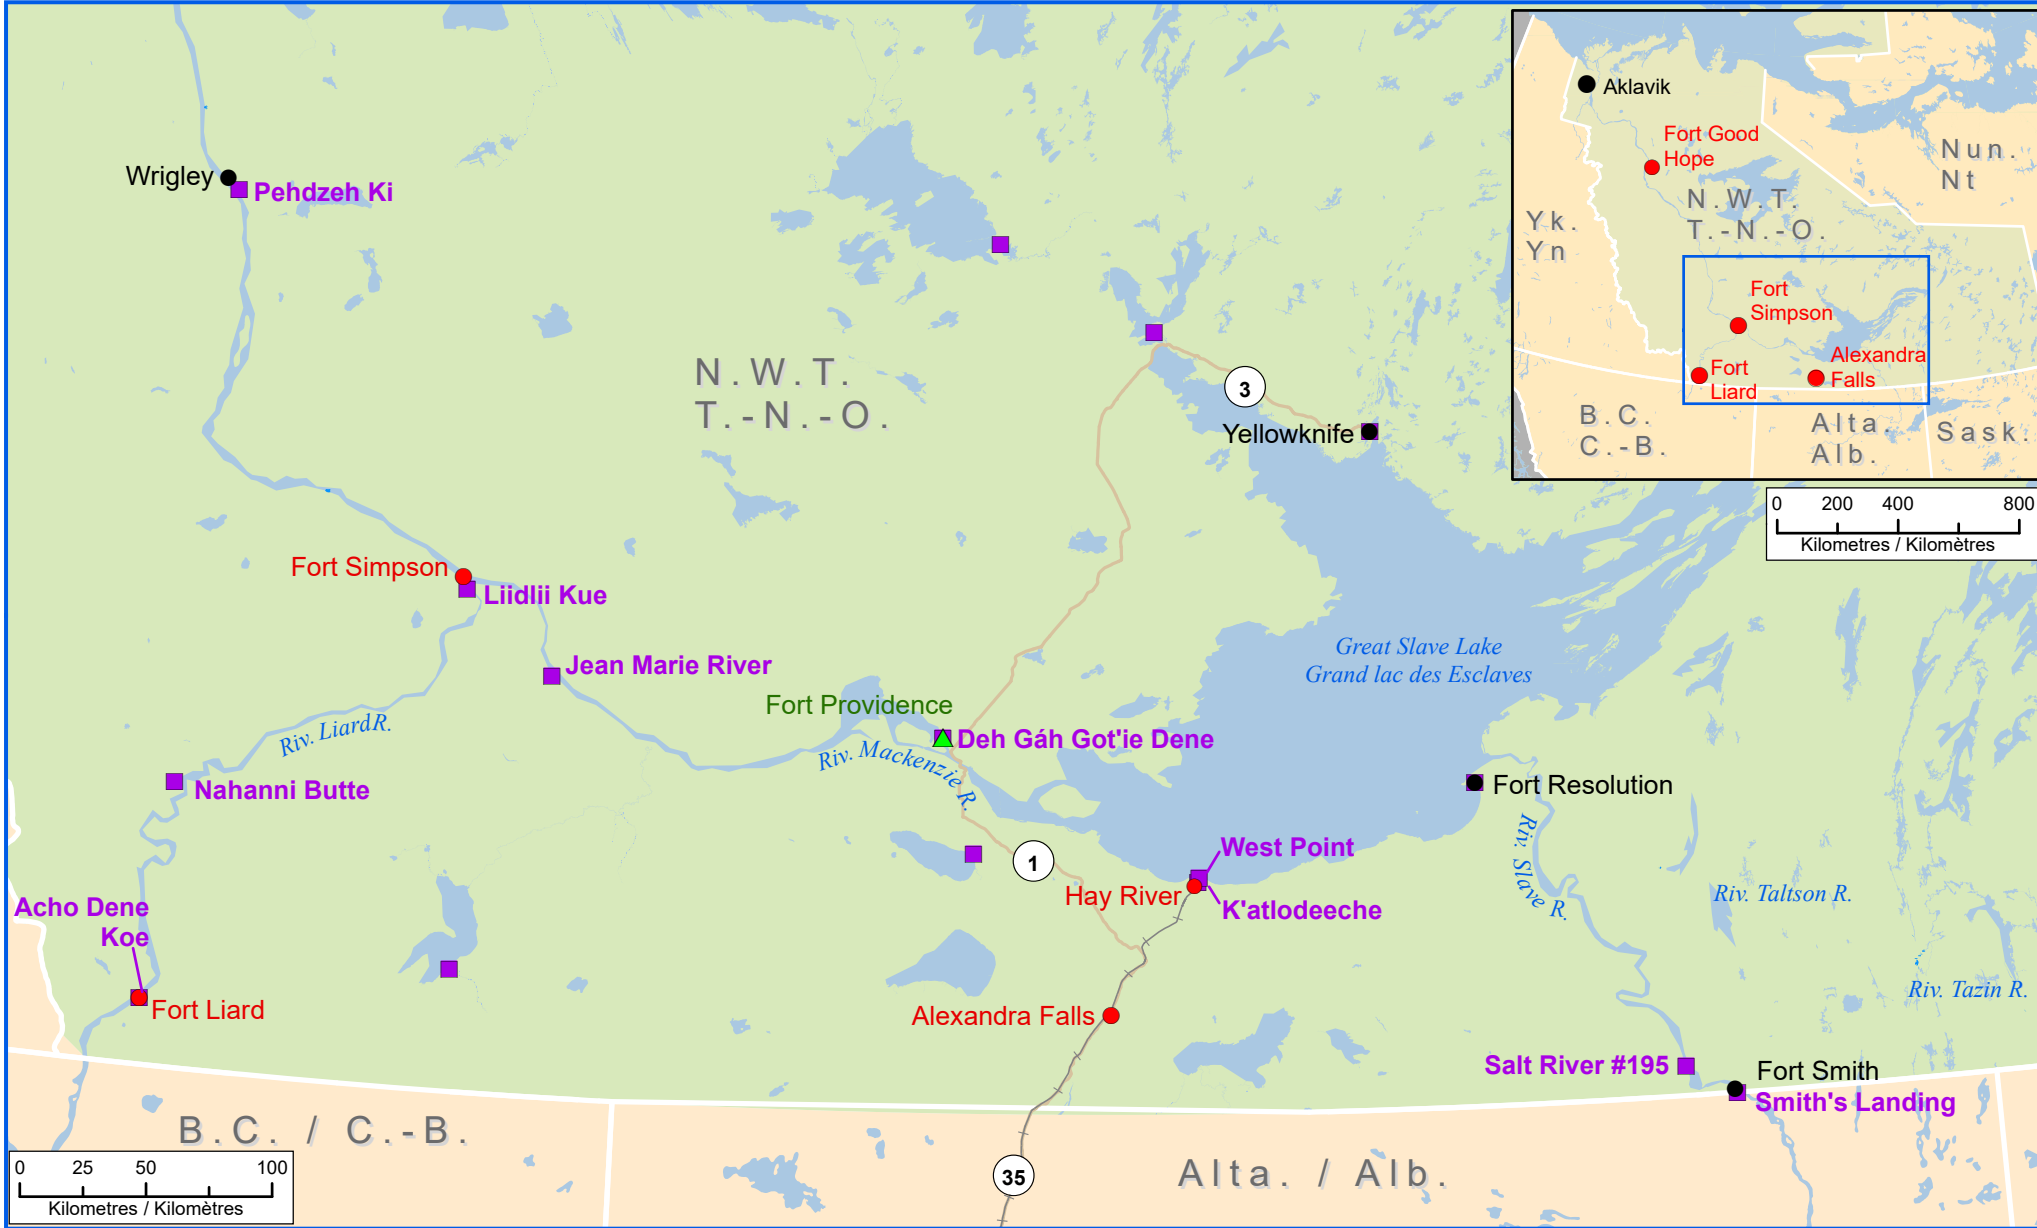 Aklavik
Fort Good
Hope
Nun.
Nt
N.W.T.
T.-N.-O.
Yk.
Yn
Fort
Simpson
Alexandra
Falls
Fort
Liard
B.C.
C.-B.
Alta.
Alb.
Sask.
0 200 400 800
Kilometres / Kilomètres
Wrigley
Pehdzeh Ki
N.W.T.
T.-N.-O.
3
Yellowknife
Fort Simpson
Liidlii Kue
Jean Marie River
Great Slave Lake
Grand lac des Esclaves
Fort Providence
Deh Gáh Got'ie Dene
Riv. Liard R.
Riv. Mackenzie R.
Nahanni Butte
Fort Resolution
Riv. Slave R.
West Point
1
Hay River
K'atlodeeche
Riv. Taltson R.
Acho Dene
Koe
Fort Liard
Riv. Tazin R.
Alexandra Falls
Salt River #195
Fort Smith
Smith's Landing
B.C. / C.-B.
Alta. / Alb.
35
0 25 50 100
Kilometres / Kilomètres